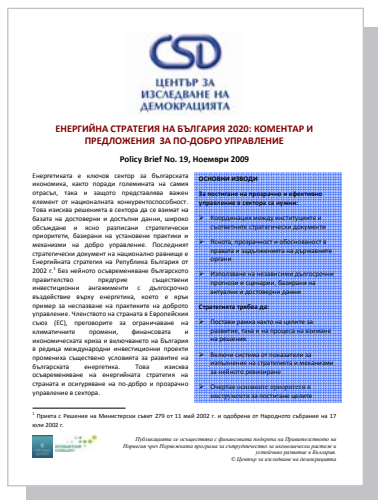 CSD
ЦЕНТЪР ЗА
ИЗСЛЕДВАНЕ НА
ДЕМОКРАЦИЯТА
ЕНЕРГИЙНА СТРАТЕГИЯ НА БЪЛГАРИЯ 2020: КОМЕНТАР И
ПРЕДЛОЖЕНИЯ ЗА ПО-ДОБРО УПРАВЛЕНИЕ
Policy Brief No. 19, Ноември 2009
Енергетиката е ключов сектор за българската
икономика, както поради големината на самия
отрасъл, така и защото представлява важен
елемент от националната конкурентоспособност.
Това изисква решенията в сектора да се взимат на
базата на достоверни и достъпни данни, широко
обсъждане и ясно разписани стратегически
приоритети, базирани на установени практики и
механизми на добро управление. Последният
стратегически документ на национално равнище е
Енергийната стратегия на Република България от
2002 г.1 Без нейното осъвременяване българското
правителство предприе съществени
инвестиционни ангажименти с дългосрочно
въздействие върху енергетика, което е ярък
пример за неспазване на практиките на доброто
управление. Членството на страната в Европейския
съюз (ЕС), преговорите за ограничаване на
климатичните промени, финансовата и
икономическата криза и включването на България
в редица международни инвестиционни проекти
промениха съществено условията за развитие на
българската енергетика. Това изисква
осъвременяване на енергийната стратегия на
страната и осигуряване на по-добро и прозрачно
управление в сектора.
ОСНОВНИ ИЗВОДИ
За постигане на прозрачно и ефективно
управление в сектора са нужни:
➢ Координация между институциите и
съответните стратегически документи
➢ Яснота, прозрачност и обоснованост в
правата и задълженията на държавните
органи
➢ Използване на независими дългосрочни
прогнози и сценарии, базирани на
актуални и достоверни данни
Стратегията трябва да:
➢ Постави рамка както на целите за
развитие, така и на процеса на взимане
на решения
➢ Включи система от показатели за
изпълнение на стратегията и механизми
за нейното ревизиране
➢ Очертае основните приоритети и
инструменти за постигане целите
1 Приета с Решение на Министерски съвет 279 от 11 май 2002 г. и одобрена от Народното събрание на 17
юли 2002 г.
Публикацията се осъществява с финансовата подкрепа на Правителството на
Норвегия чрез Норвежката програма за сътрудничество за икономически растеж и
устойчиво развитие в България.
© Център за изследване на демокрацията